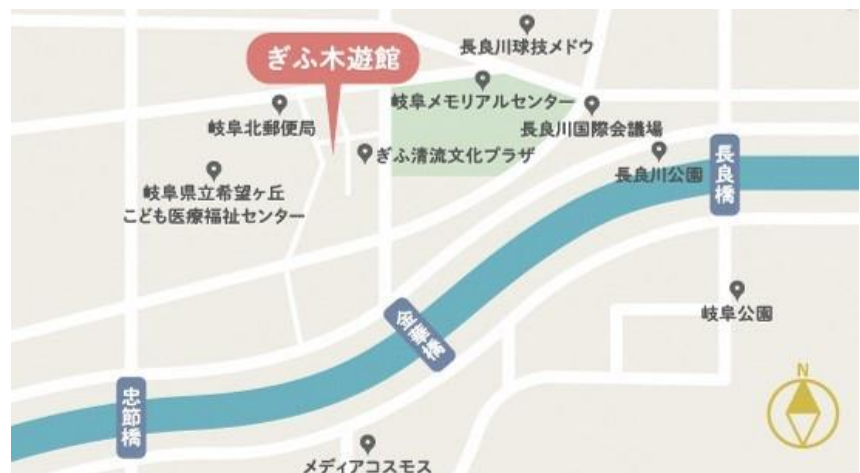 長良川球技メドウ
ぎふ木遊館
岐阜メモリアルセンター
岐阜北郵便局
長良川国際会議場
ぎふ清流文化プラザ
長良川公園
長良橋
岐阜県立希望ヶ丘
こども医療福祉センター
岐阜公園
金華橋
N
忠節橋
メディアコスモス